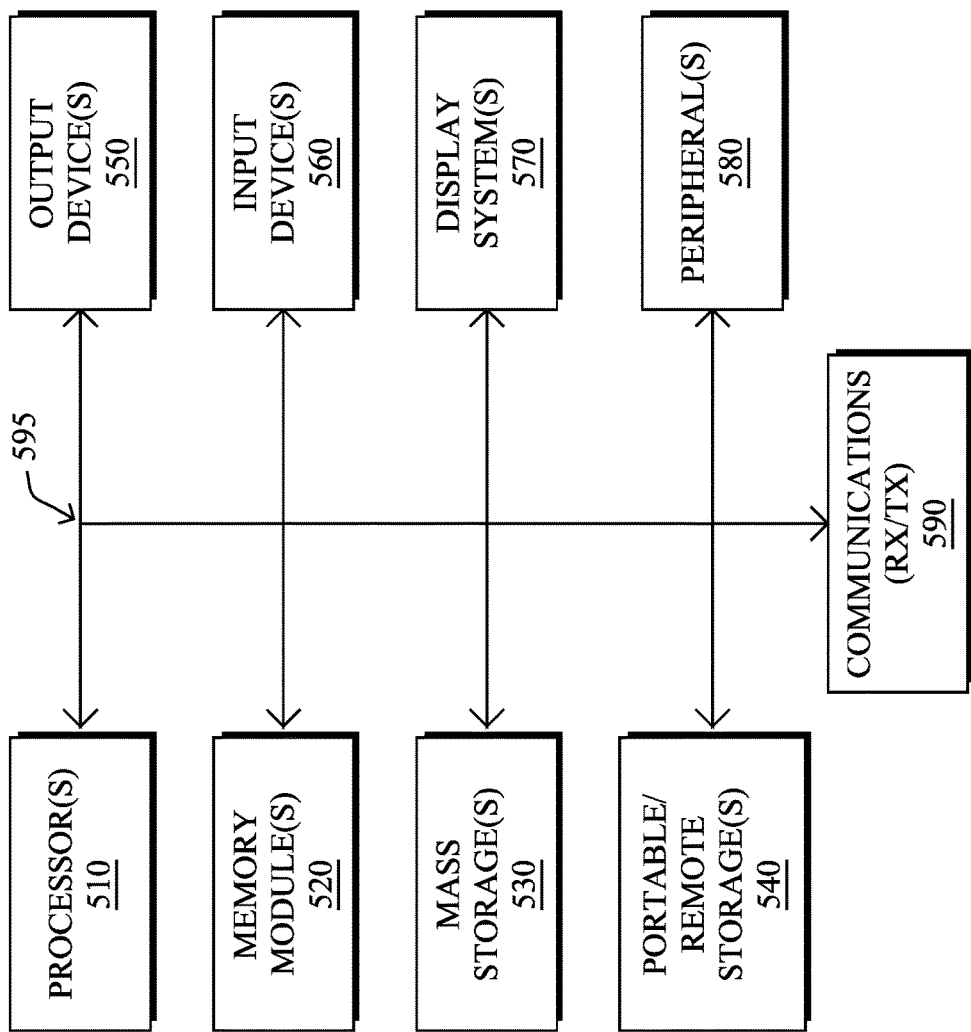 PROCESSOR(S)
510
MEMORY
MODULE(S)
520
MASS
STORAGE(S)
530
PORTABLE/
REMOTE
STORAGE(S)
540
595
COMMUNICATIONS
(RX/TX)
590
OUTPUT
DEVICE(S)
550
INPUT
DEVICE(S)
560
DISPLAY
SYSTEM(S)
570
PERIPHERAL(S)
580